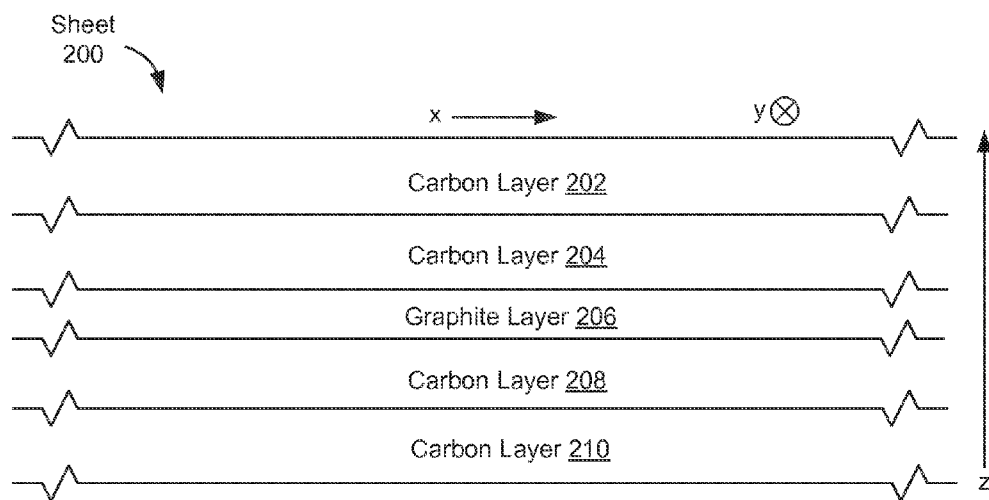 Sheet
200
x
y
Carbon Layer 202
Carbon Layer 204
Graphite Layer 206
Carbon Layer 208
Carbon Layer 210
z